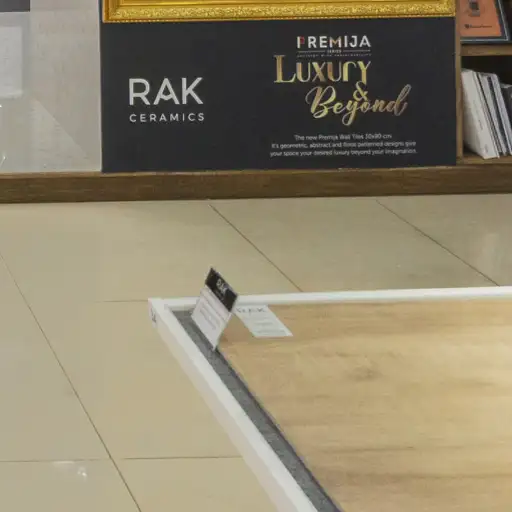 PREMIJA
Luxury
&
Beyond
RAK
CERAMICS
The new Premija Wall Tiles 30x90 cm
It's geometric, abstract and floral patterned designs give
your space your desired luxury beyond your imagination.
RAK
RAK